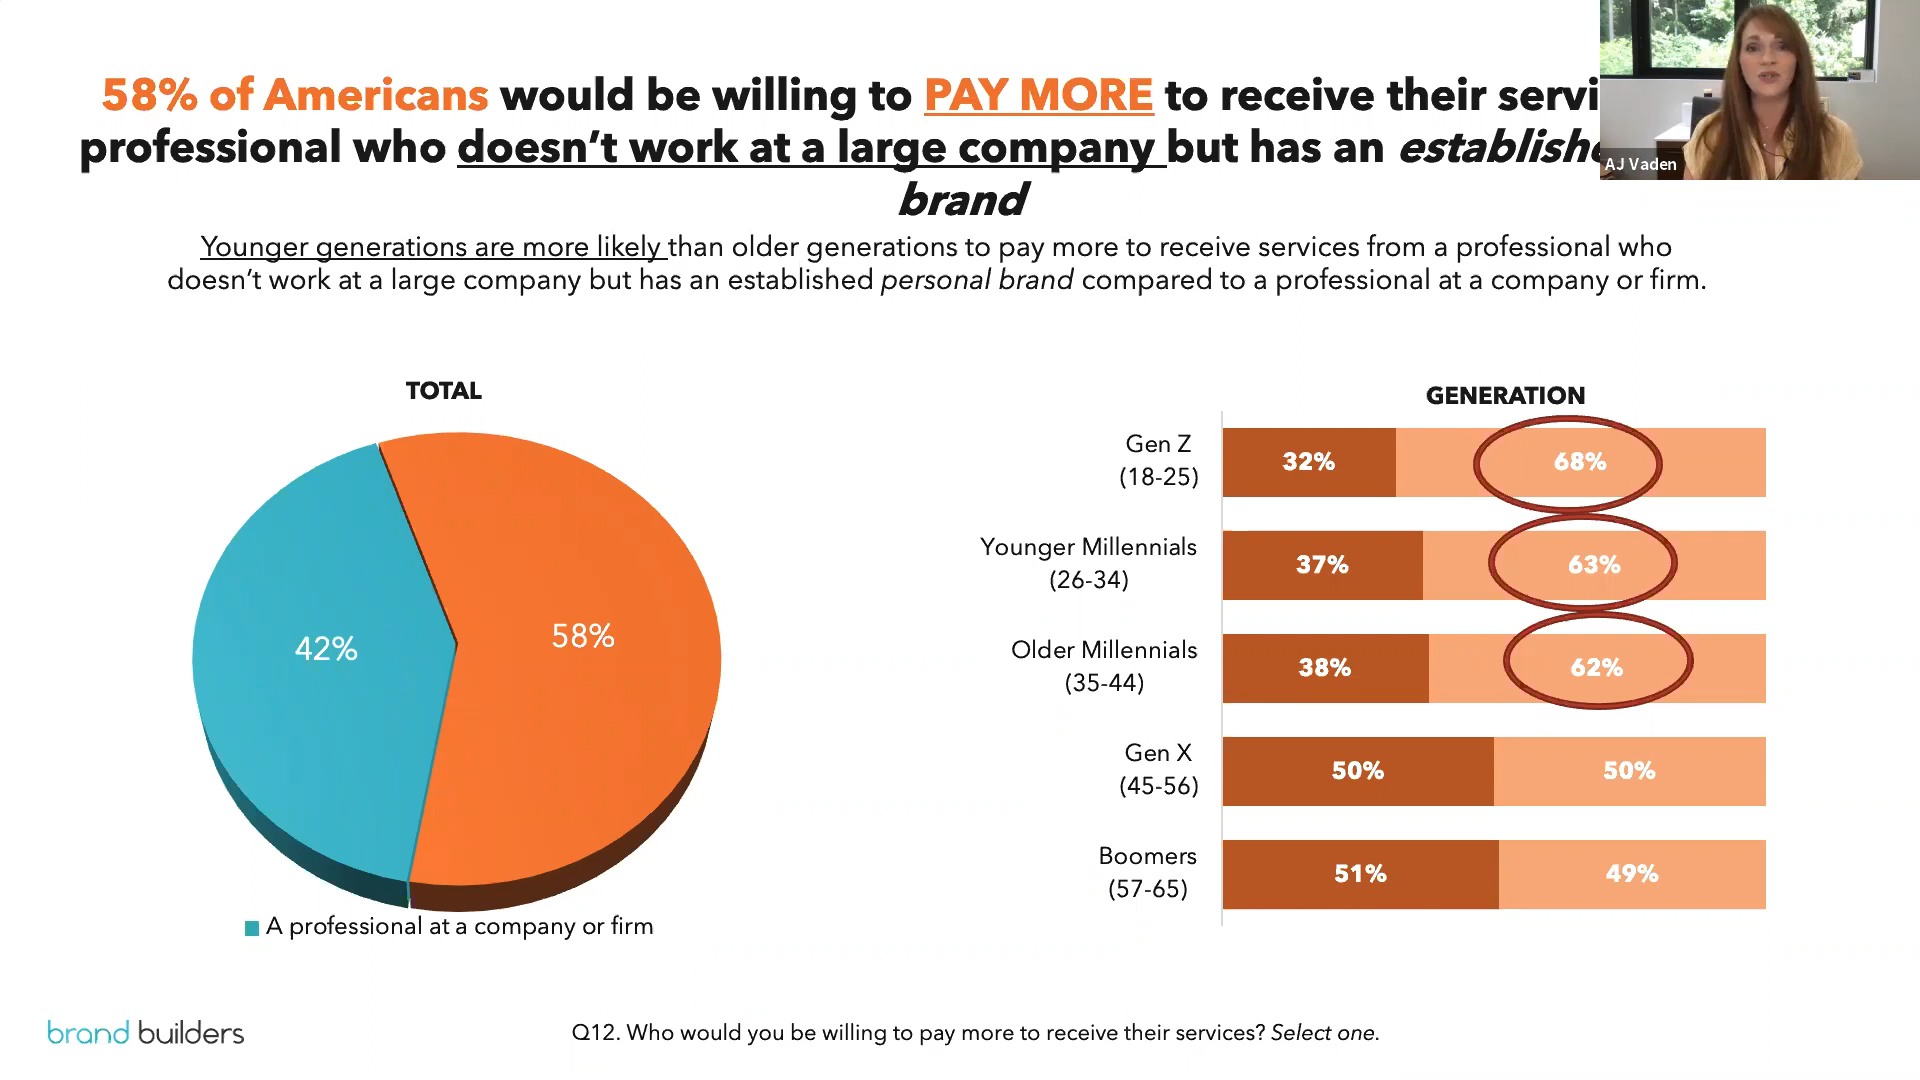 58% of Americans would be willing to PAY MORE to receive their
professional who doesn’t work at a large company but has an
brand
AJ Vaden
Younger generations are more likely than older generations to pay more to receive services from a professional who
doesn’t work at a large company but has an established personal brand compared to a professional at a company or firm.
TOTAL
42%
58%
A professional at a company or firm
GENERATION
Gen Z
(18-25)
32%
68%
Younger Millennials
(26-34)
37%
63%
Older Millennials
(35-44)
38%
62%
Gen X
(45-56)
50%
50%
Boomers
(57-65)
51%
49%
brand builders
Q12. Who would you be willing to pay more to receive their services? Select one.